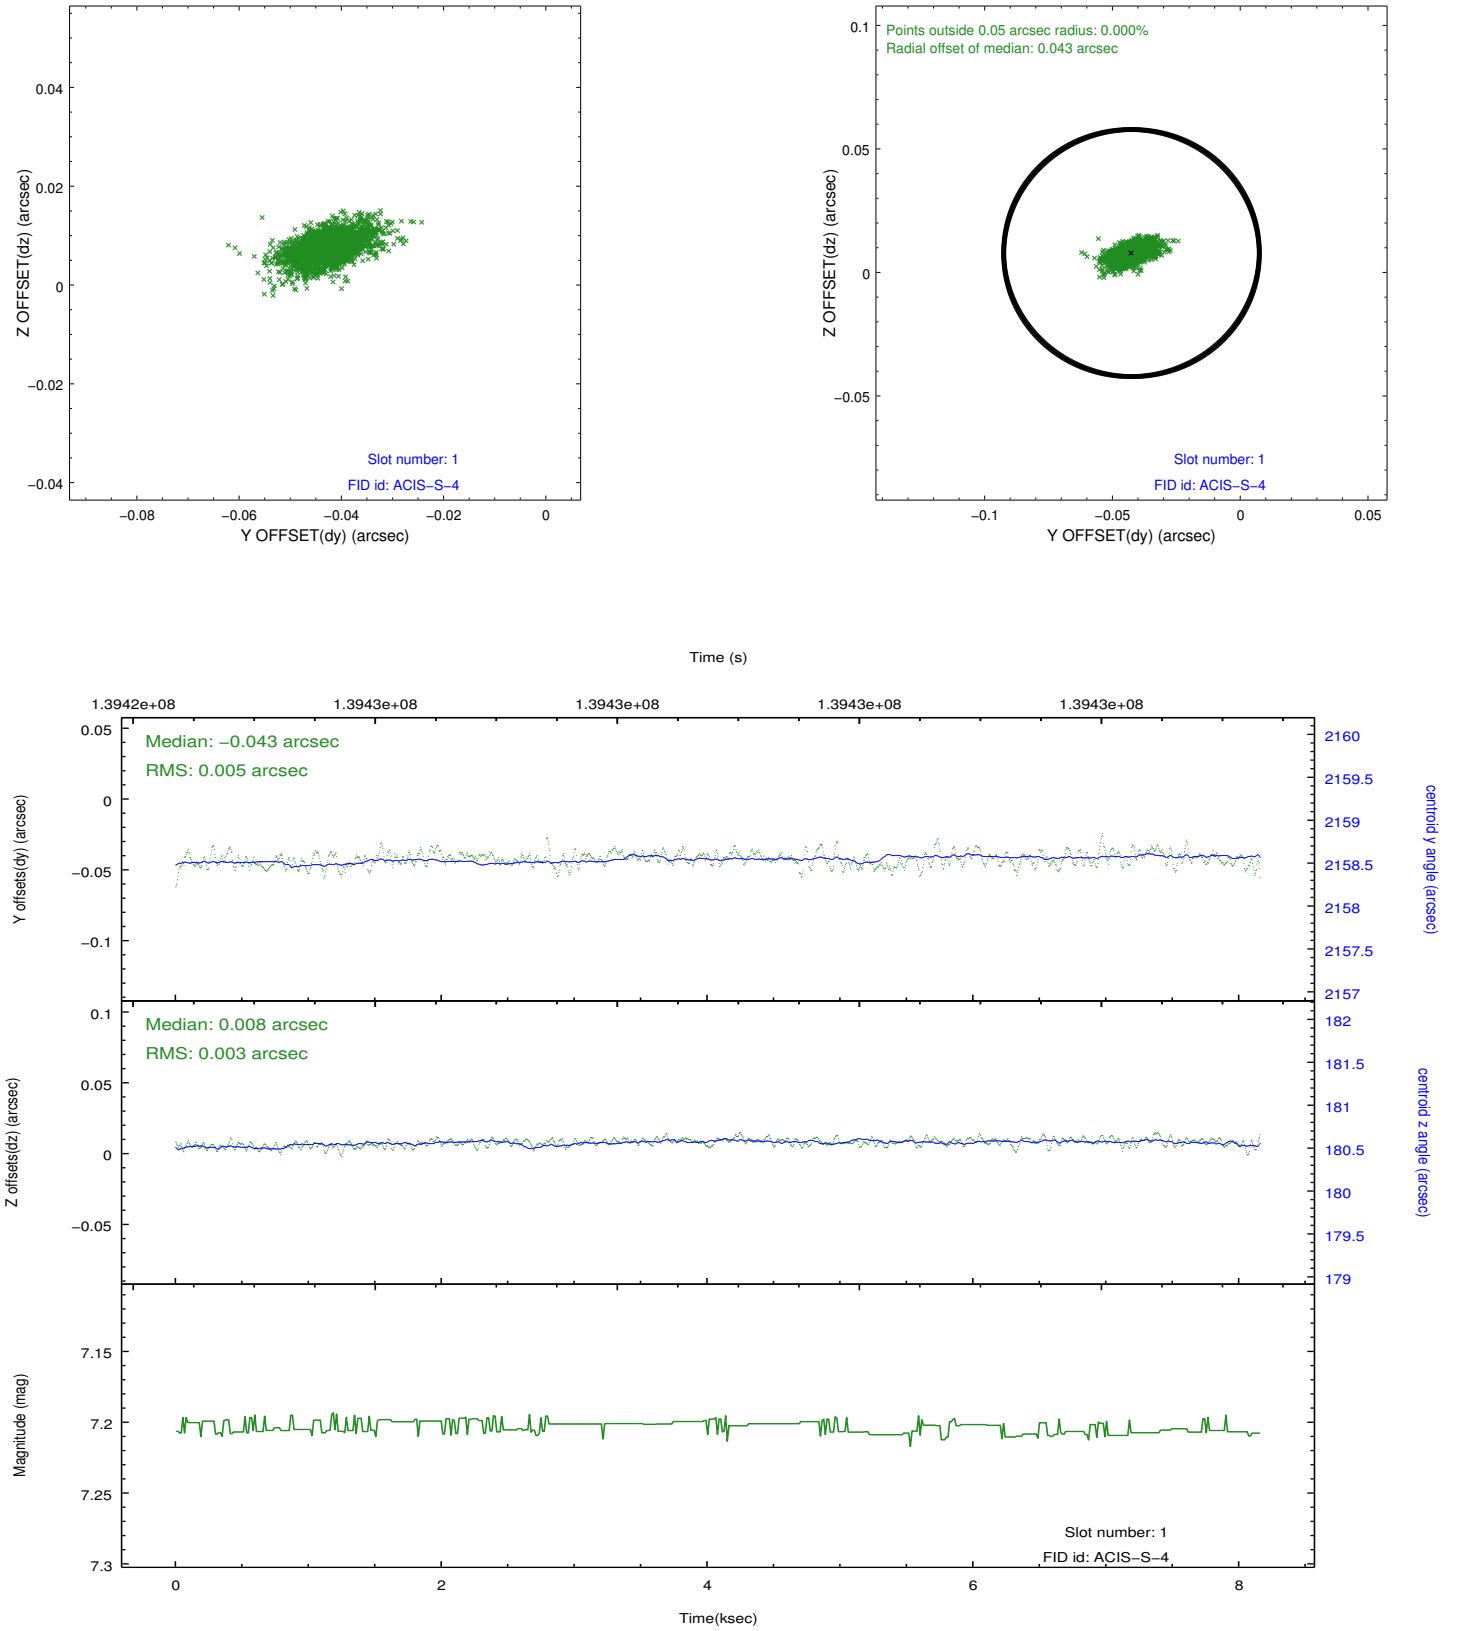 0.04
0.02
0
−0.02
−0.04
Z OFFSET(dz) (arcsec)
Slot number: 1
FID id: ACIS−S−4
−0.08
−0.06
−0.04
−0.02
0
Y OFFSET(dy) (arcsec)
Points outside 0.05 arcsec radius: 0.000%
Radial offset of median: 0.043 arcsec
0.1
0.05
0
−0.05
Z OFFSET(dz) (arcsec)
Slot number: 1
FID id: ACIS−S−4
−0.1
−0.05
0
0.05
Y OFFSET(dy) (arcsec)
Time (s)
1.3942e+08
1.3943e+08
1.3943e+08
1.3943e+08
1.3943e+08
Median: −0.043 arcsec
RMS: 0.005 arcsec
0.05
0
−0.05
−0.1
Y offsets(dy) (arcsec)
2160
2159.5
2159
2158.5
2158
2157.5
2157
centroid y angle (arcsec)
Median: 0.008 arcsec
RMS: 0.003 arcsec
0.1
0.05
0
−0.05
Z offsets(dz) (arcsec)
182
181.5
181
180.5
180
179.5
179
centroid z angle (arcsec)
7.15
7.2
7.25
7.3
Magnitude (mag)
Slot number: 1
FID id: ACIS−S−4
0
2
4
6
8
Time(ksec)